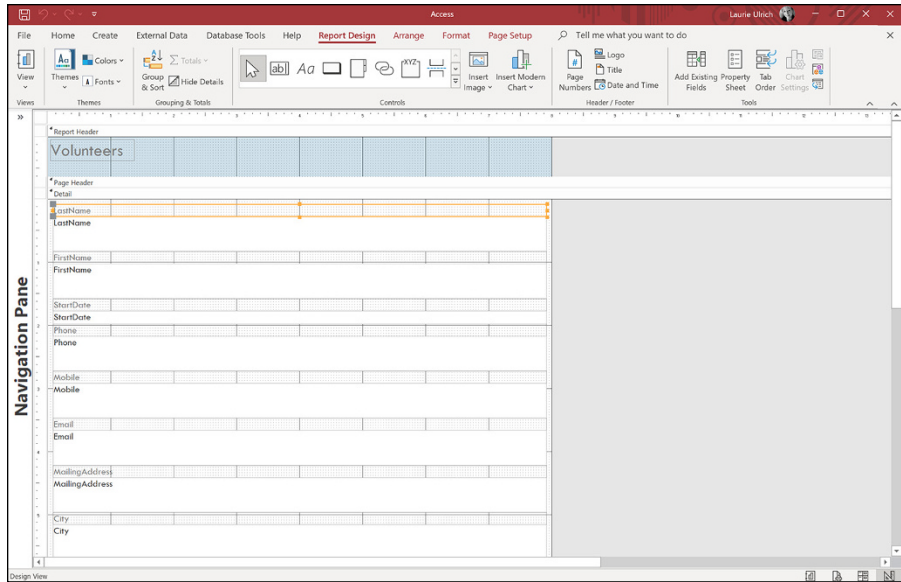 Access
Laurie Ulrich
File Home Create External Data Database Tools Help Report Design Arrange Format Page Setup Tell me what you want to do
View
Views
Aa
Themes
Colors
A Fonts
Themes
Group & Sort
Totals
Hide Details
Grouping & Totals
ab Aa XYZ
Controls
Insert Image
Insert Modern Chart
# Page Numbers
Logo
Title
Date and Time
Header / Footer
Add Existing Fields
Property Sheet
Tab Order
Chart Settings
Tools
Report Header
Volunteers
Page Header
Detail
LastName
LastName
FirstName
FirstName
StartDate
StartDate
Phone
Phone
Mobile
Mobile
Email
Email
MailingAddress
MailingAddress
City
City
Navigation Pane
Design View